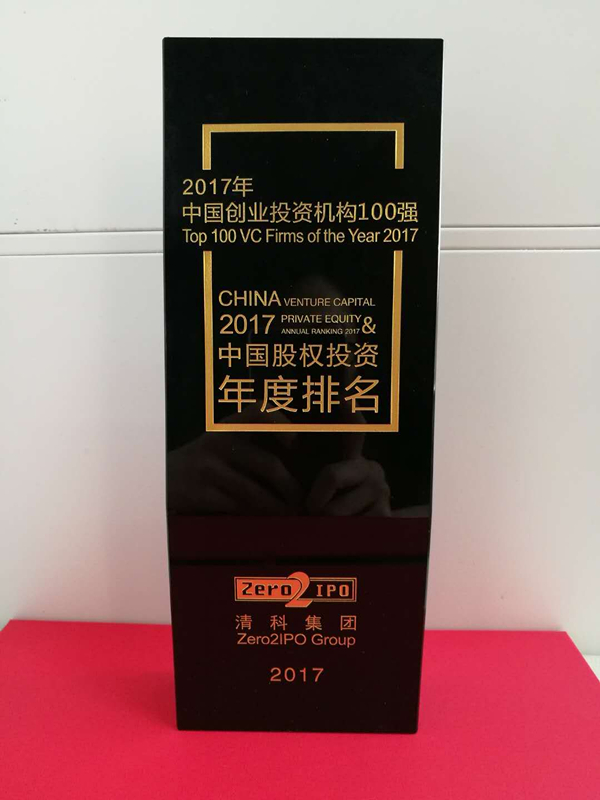 2017年
中国创业投资机构100强
Top 100 VC Firms of the Year 2017
CHINA VENTURE CAPITAL
2017 PRIVATE EQUITY &
ANNUAL RANKING 2017
中国股权投资
年度排名
Zero2IPO
清科集团
Zero2IPO Group
2017